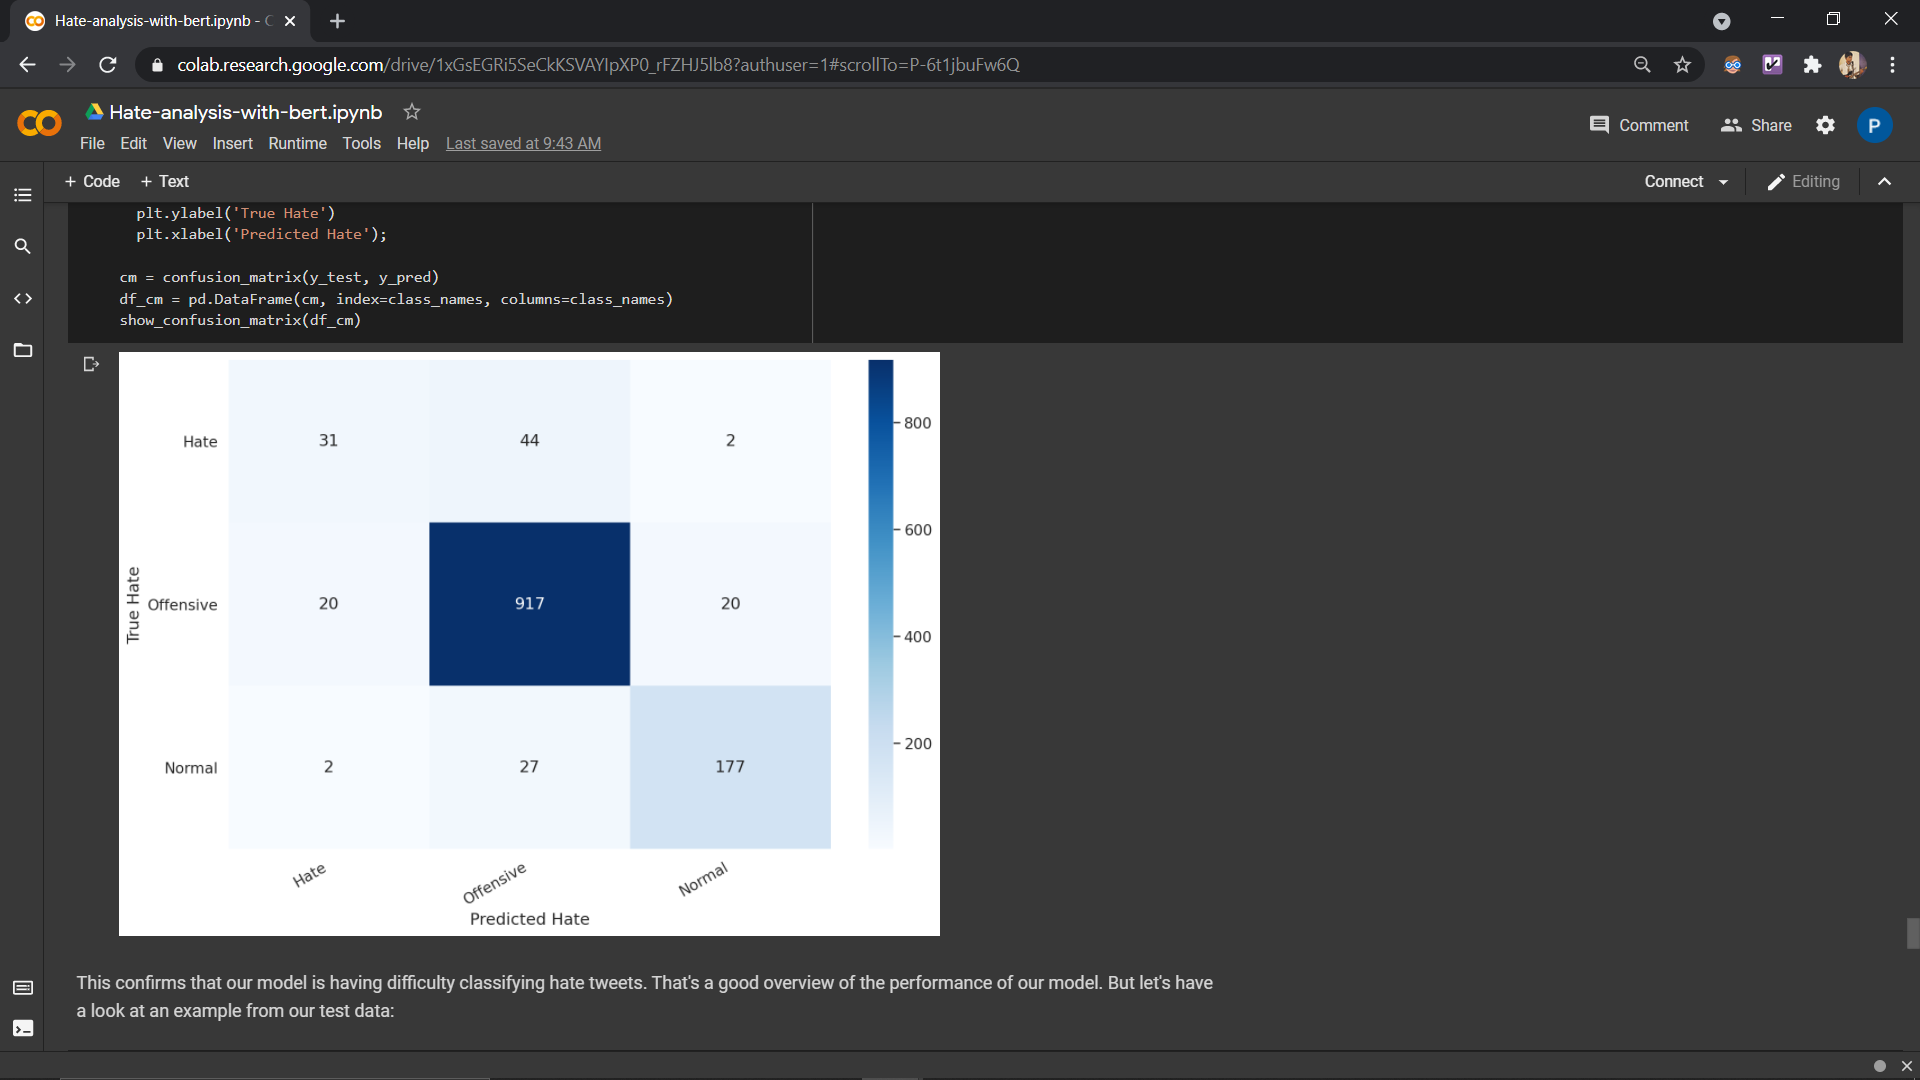 Hate-analysis-with-bert.ipynb - C
colab.research.google.com/drive/1xGsEGRi5SeCkKSVAYIpXP0_rFZHJ5lb8?authuser=1#scrollTo=P-6t1jbuFw6Q
Hate-analysis-with-bert.ipynb
Comment
Share
P
File Edit View Insert Runtime Tools Help Last saved at 9:43 AM
+ Code + Text
Connect
Editing
plt.ylabel('True Hate')
plt.xlabel('Predicted Hate');
cm = confusion_matrix(y_test, y_pred)
df_cm = pd.DataFrame(cm, index=class_names, columns=class_names)
show_confusion_matrix(df_cm)
Hate 31 44 2
800
600
True Hate
Offensive 20 917 20
400
200
Normal 2 27 177
Hate Offensive Normal
Predicted Hate
This confirms that our model is having difficulty classifying hate tweets. That's a good overview of the performance of our model. But let's have
a look at an example from our test data: